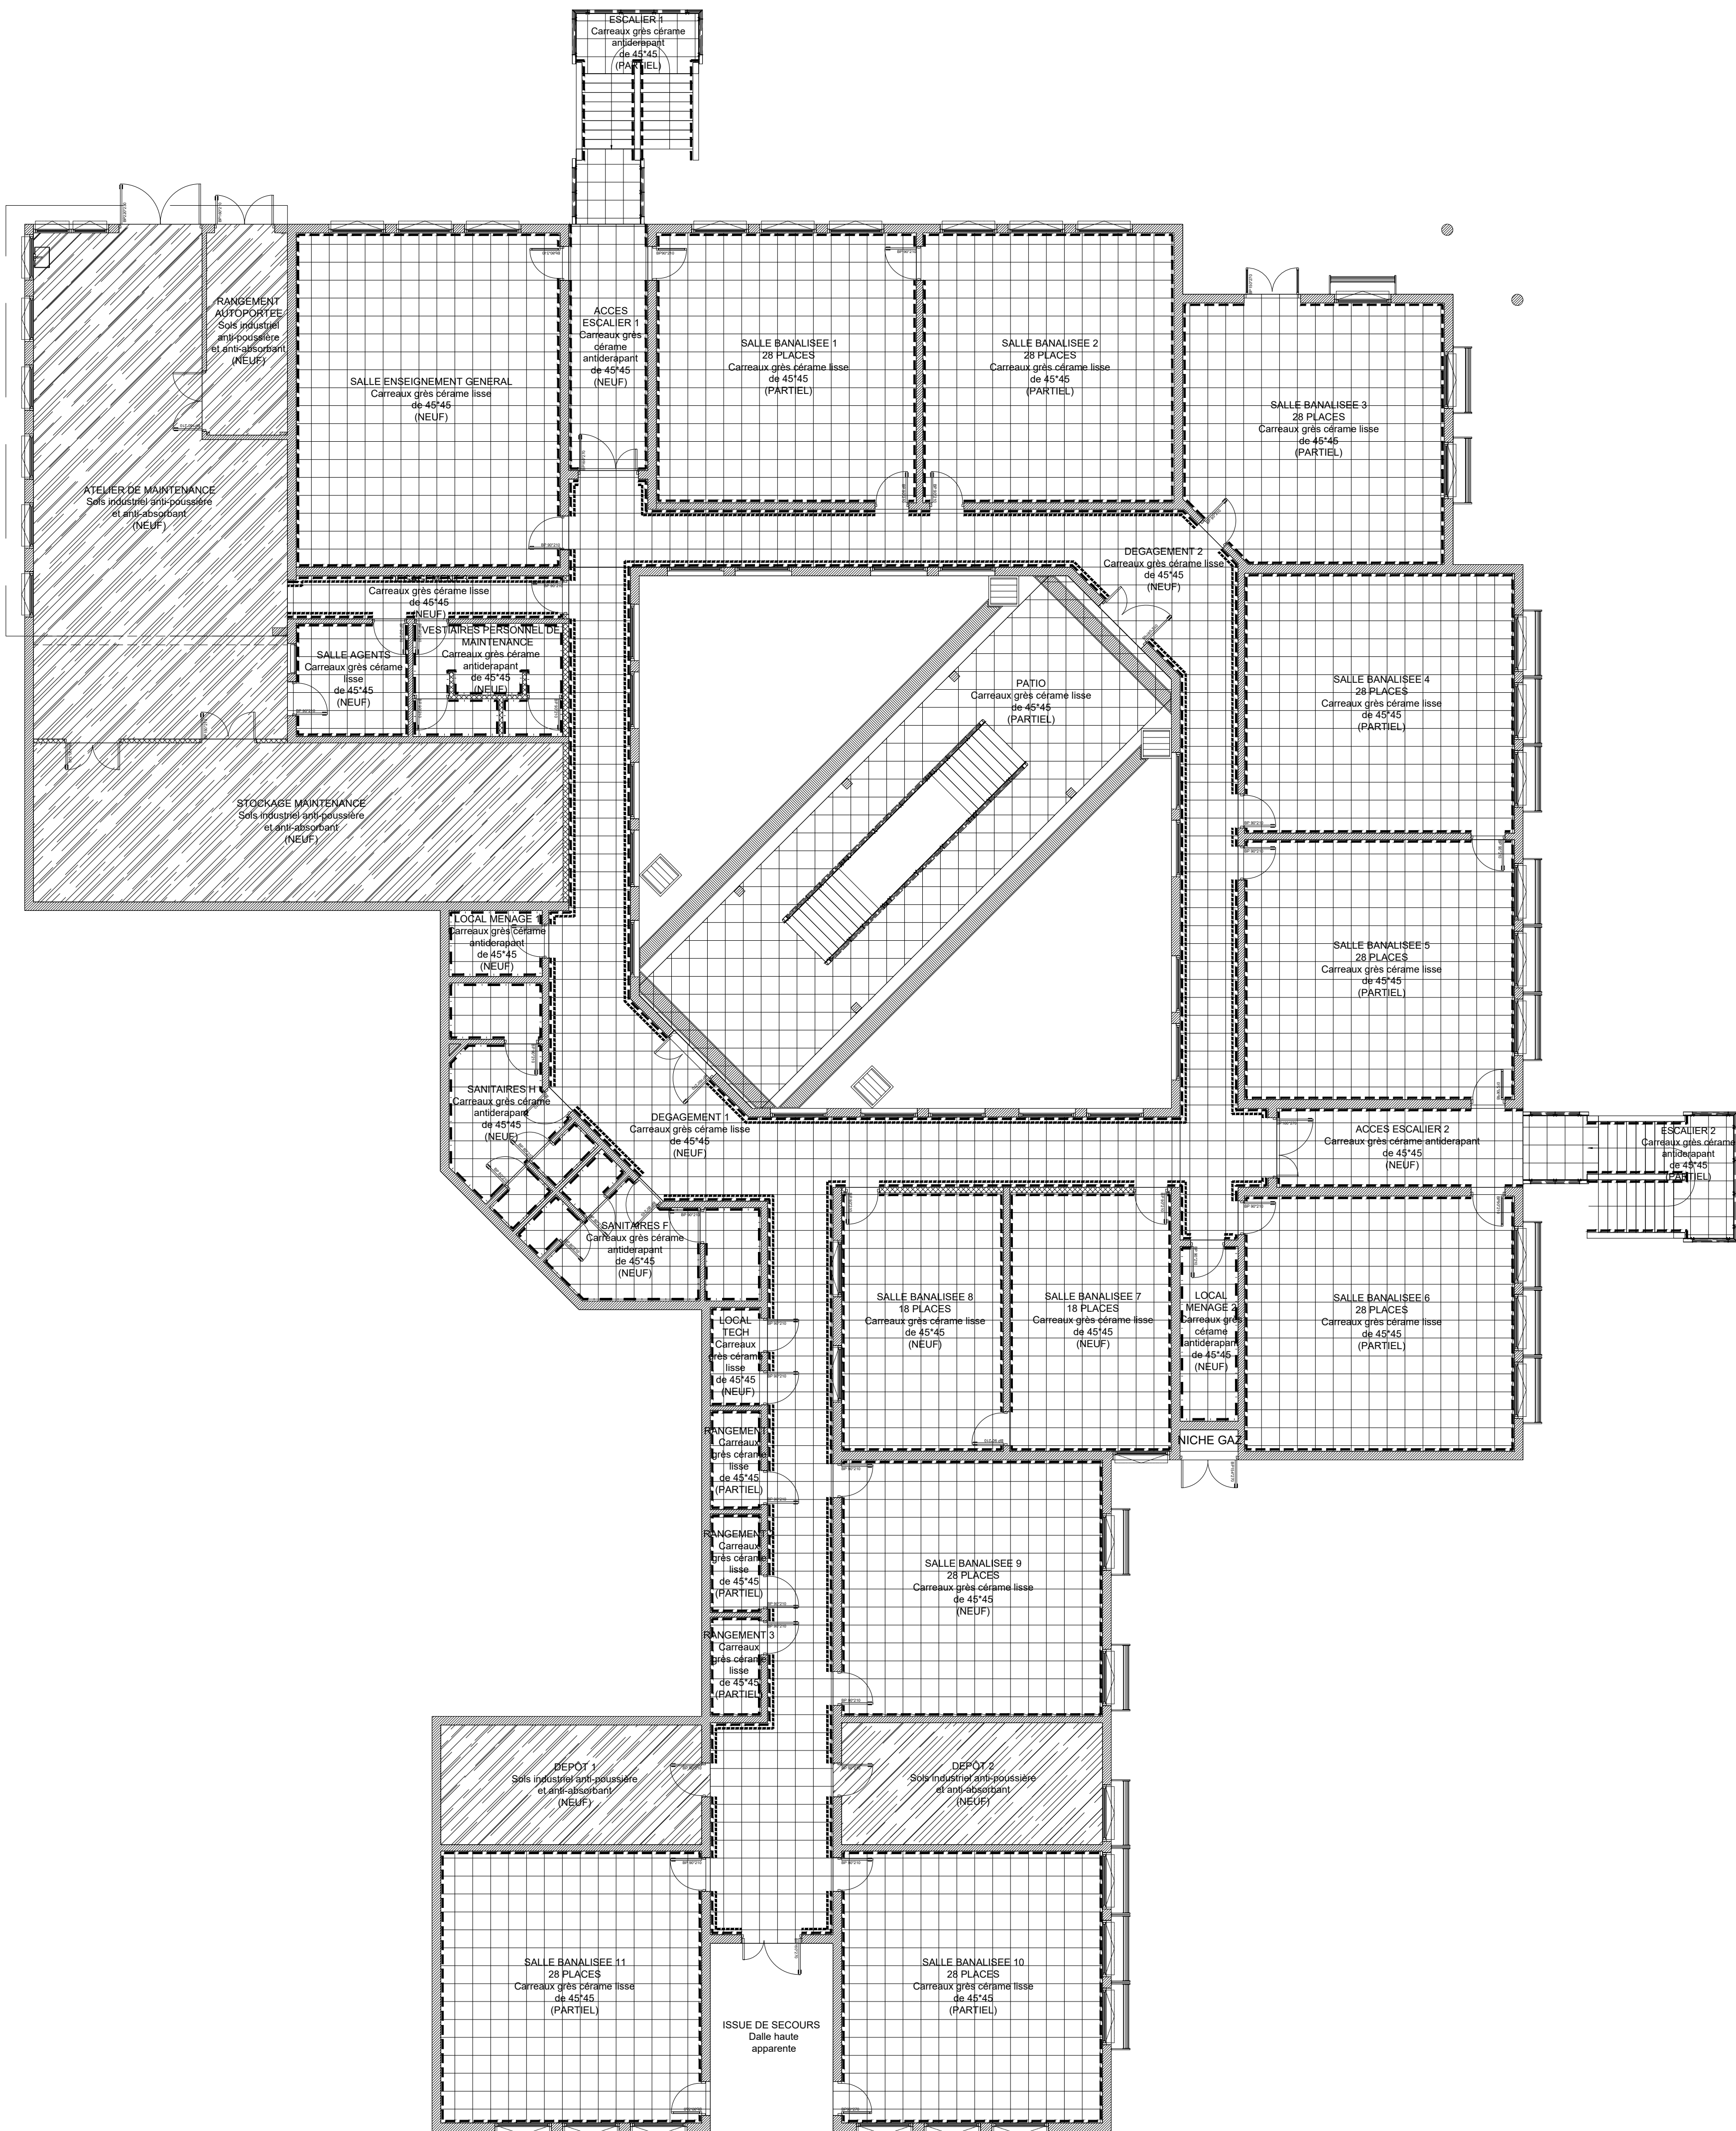 ESCALIER 1
Carreaux grès cérame
antiderapant
de 45*45
(PARTIEL)
RANGEMENT
AUTOPORTEE
Sols industriel
anti-poussière
et anti-absorbant
(NEUF)
ACCES
ESCALIER 1
Carreaux grès
cérame
antiderapant
de 45*45
(NEUF)
SALLE ENSEIGNEMENT GENERAL
Carreaux grès cérame lisse
de 45*45
(NEUF)
SALLE BANALISEE 1
28 PLACES
Carreaux grès cérame lisse
de 45*45
(PARTIEL)
SALLE BANALISEE 2
28 PLACES
Carreaux grès cérame lisse
de 45*45
(PARTIEL)
SALLE BANALISEE 3
28 PLACES
Carreaux grès cérame lisse
de 45*45
(PARTIEL)
ATELIER DE MAINTENANCE
Sols industriel anti-poussière
et anti-absorbant
(NEUF)
DEGAGEMENT 2
Carreaux grès cérame lisse
de 45*45
(NEUF)
Carreaux grès cérame lisse
de 45*45
(NEUF)
VESTIAIRES PERSONNEL DE
MAINTENANCE
Carreaux grès cérame
antiderapant
de 45*45
(NEUF)
SALLE AGENTS
Carreaux grès cérame
lisse
de 45*45
(NEUF)
PATIO
Carreaux grès cérame lisse
de 45*45
(PARTIEL)
SALLE BANALISEE 4
28 PLACES
Carreaux grès cérame lisse
de 45*45
(PARTIEL)
STOCKAGE MAINTENANCE
Sols industriel anti-poussière
et anti-absorbant
(NEUF)
LOCAL MENAGE 1
Carreaux grès cérame
antiderapant
de 45*45
(NEUF)
SALLE BANALISEE 5
28 PLACES
Carreaux grès cérame lisse
de 45*45
(PARTIEL)
SANITAIRES H
Carreaux grès cérame
antiderapant
de 45*45
(NEUF)
DEGAGEMENT 1
Carreaux grès cérame lisse
de 45*45
(NEUF)
ACCES ESCALIER 2
Carreaux grès cérame antiderapant
de 45*45
(NEUF)
ESCALIER 2
Carreaux grès cérame
antiderapant
de 45*45
(PARTIEL)
SANITAIRES F
Carreaux grès cérame
antiderapant
de 45*45
(NEUF)
SALLE BANALISEE 8
18 PLACES
Carreaux grès cérame lisse
de 45*45
(NEUF)
SALLE BANALISEE 7
18 PLACES
Carreaux grès cérame lisse
de 45*45
(NEUF)
LOCAL
MENAGE 2
Carreaux grès
cérame
antiderapant
de 45*45
(NEUF)
SALLE BANALISEE 6
28 PLACES
Carreaux grès cérame lisse
de 45*45
(PARTIEL)
LOCAL
TECH
Carreaux
grès cérame
lisse
de 45*45
(NEUF)
NICHE GAZ
RANGEMENT
Carreaux
grès cérame
lisse
de 45*45
(PARTIEL)
RANGEMENT
Carreaux
grès cérame
lisse
de 45*45
(PARTIEL)
SALLE BANALISEE 9
28 PLACES
Carreaux grès cérame lisse
de 45*45
(NEUF)
RANGEMENT 3
Carreaux
grès cérame
lisse
de 45*45
(PARTIEL)
DEPÔT 1
Sols industriel anti-poussière
et anti-absorbant
(NEUF)
DEPÔT 2
Sols industriel anti-poussière
et anti-absorbant
(NEUF)
SALLE BANALISEE 11
28 PLACES
Carreaux grès cérame lisse
de 45*45
(PARTIEL)
SALLE BANALISEE 10
28 PLACES
Carreaux grès cérame lisse
de 45*45
(PARTIEL)
ISSUE DE SECOURS
Dalle haute
apparente